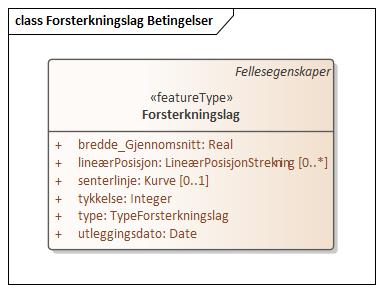 class Forsterkningslag Betingelser
Fellesegenskaper
«featureType»
Forsterkningslag
+ bredde_Gjennomsnitt: Real
+ lineærPosisjon: LineærPosisjonStrekning [0..*]
+ senterlinje: Kurve [0..1]
+ tykkelse: Integer
+ type: TypeForsterkningslag
+ utleggingsdato: Date